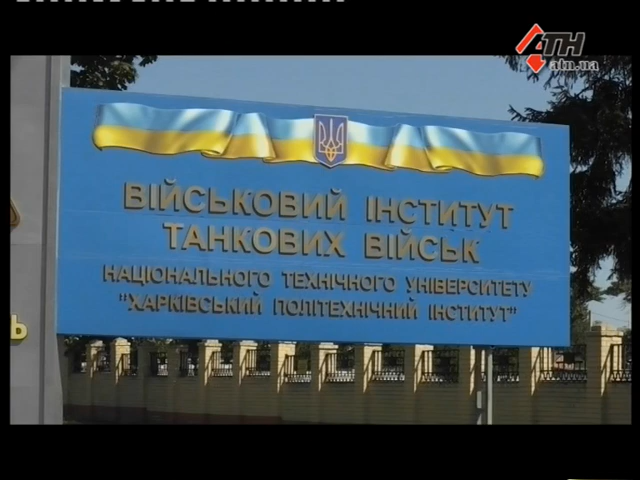 АТН
atn.ua
ВІЙСЬКОВИЙ ІНСТИТУТ
ТАНКОВИХ ВІЙСЬК
НАЦІОНАЛЬНОГО ТЕХНІЧНОГО УНІВЕРСИТЕТУ
"ХАРКІВСЬКИЙ ПОЛІТЕХНІЧНИЙ ІНСТИТУТ"